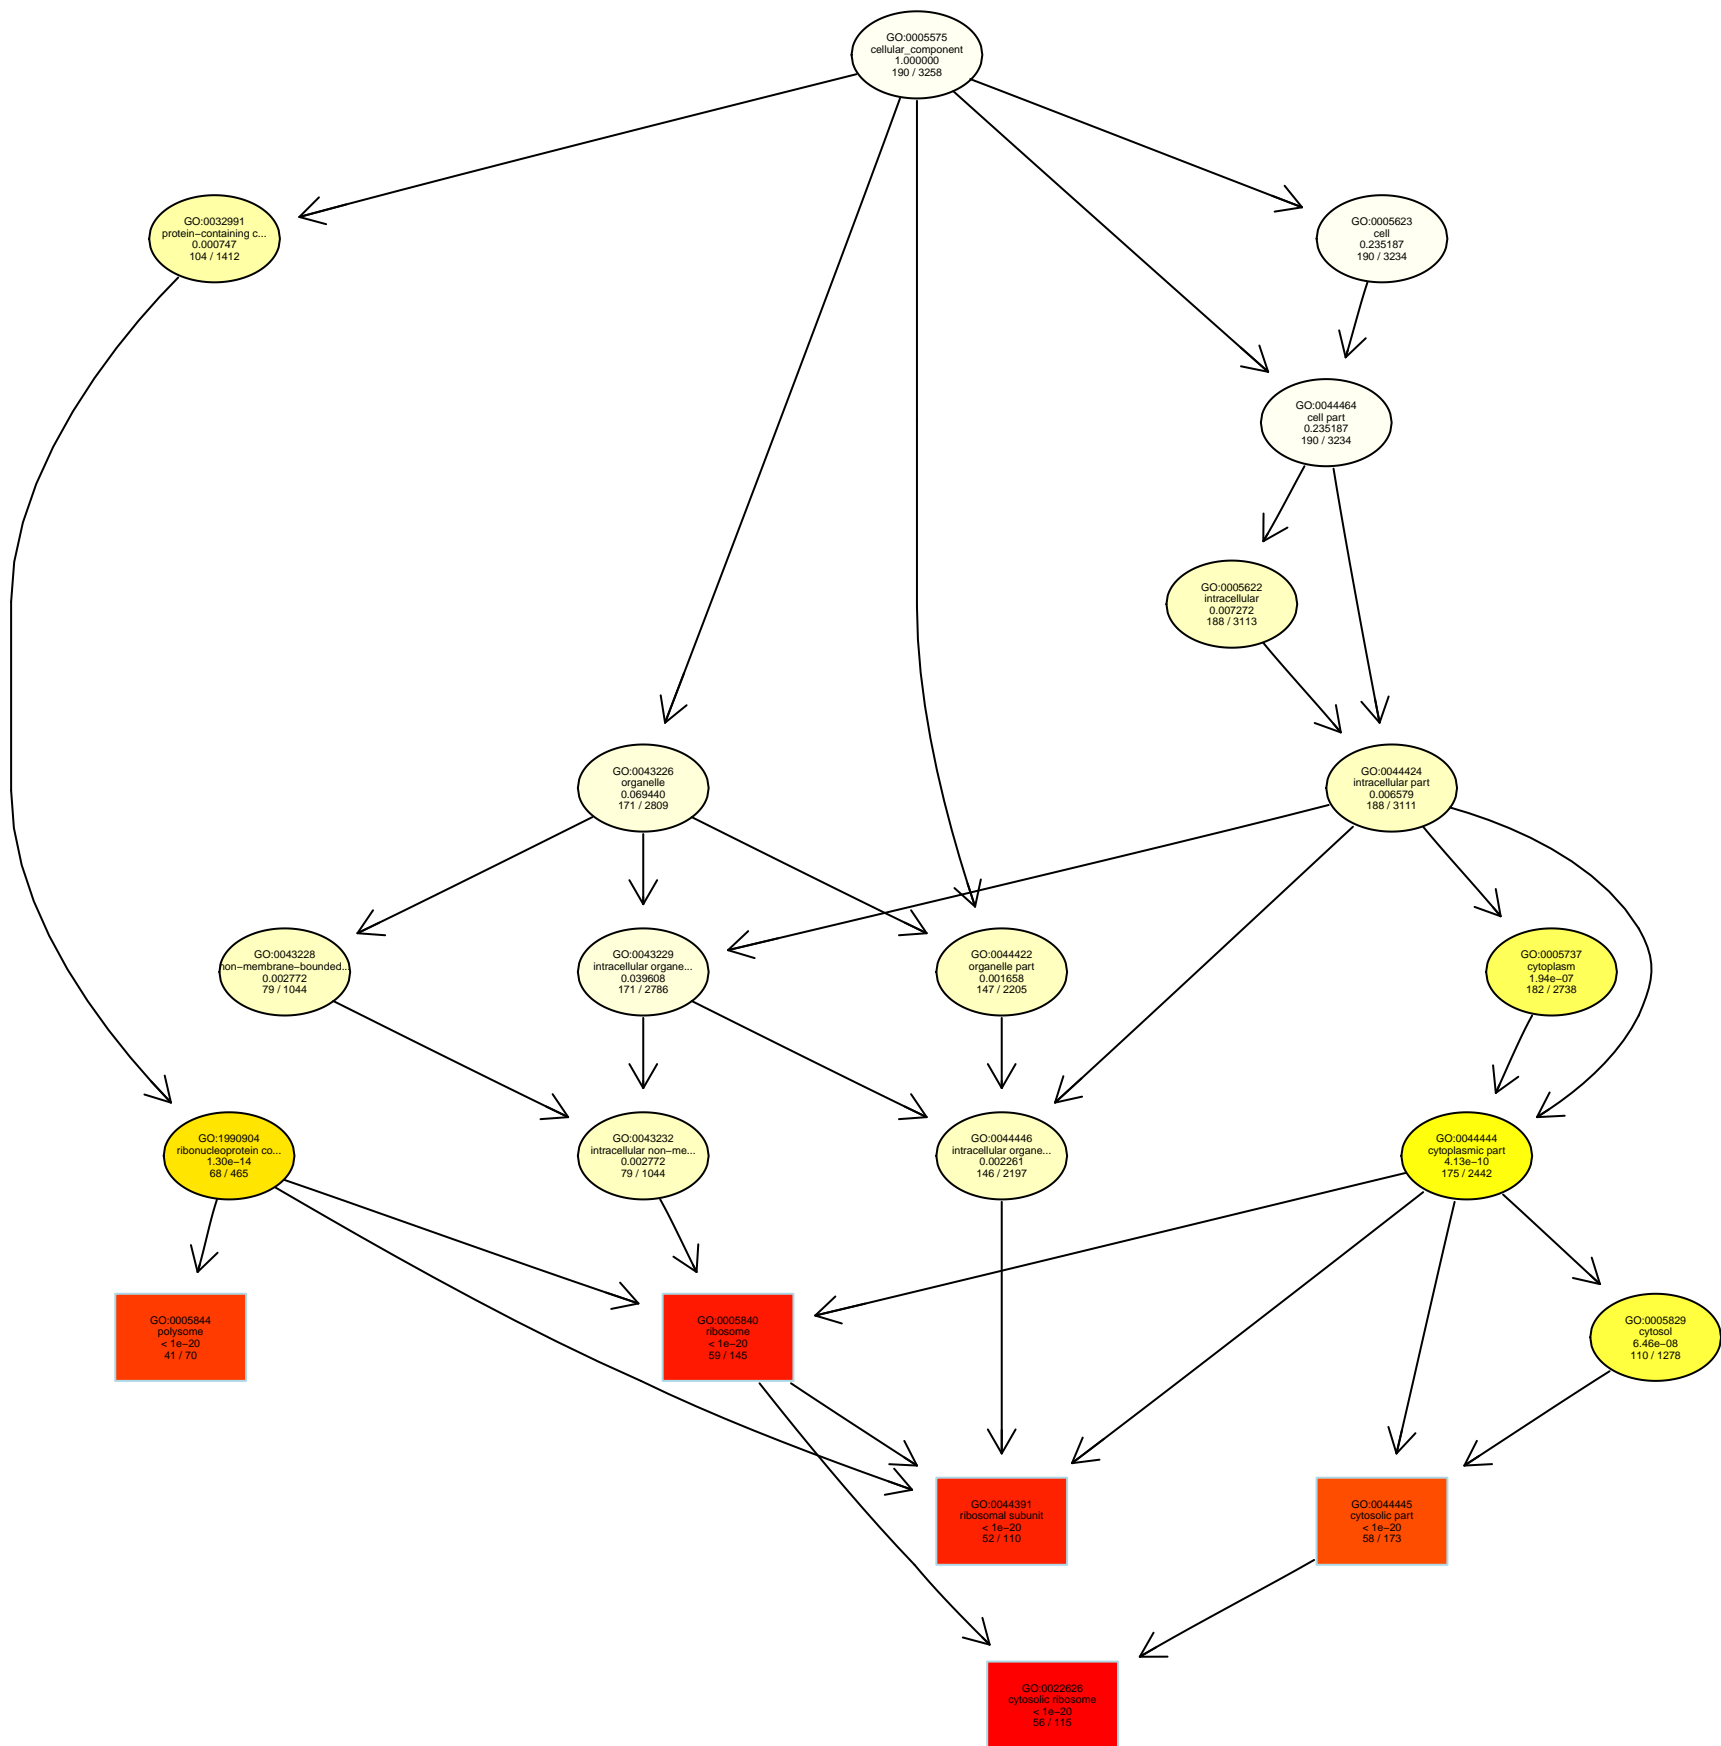 GO:0005575
cellular_component
1.000000
190 / 3258
GO:0032991
protein−containing c...
0.000747
104 / 1412
GO:0005623
cell
0.235187
190 / 3234
GO:0044464
cell part
0.235187
190 / 3234
GO:0005622
intracellular
0.007272
188 / 3113
GO:0043226
organelle
0.069440
171 / 2809
GO:0044424
intracellular part
0.006579
188 / 3111
GO:0043228
non−membrane−bounded...
0.002772
79 / 1044
GO:0043229
intracellular organe...
0.039608
171 / 2786
GO:0044422
organelle part
0.001658
147 / 2205
GO:0005737
cytoplasm
1.94e−07
182 / 2738
GO:1990904
ribonucleoprotein co...
1.30e−14
68 / 465
GO:0043232
intracellular non−me...
0.002772
79 / 1044
GO:0044446
intracellular organe...
0.002261
146 / 2197
GO:0044444
cytoplasmic part
4.13e−10
175 / 2442
GO:0005844
polysome
< 1e−20
41 / 70
GO:0005840
ribosome
< 1e−20
59 / 145
GO:0005829
cytosol
6.46e−08
110 / 1278
GO:0044391
ribosomal subunit
< 1e−20
52 / 110
GO:0044445
cytosolic part
< 1e−20
58 / 173
GO:0022626
cytosolic ribosome
< 1e−20
56 / 115